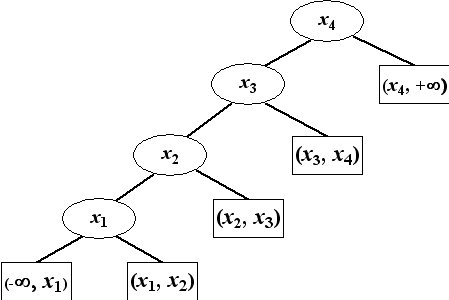 x₄
x₃
(x₄, +∞)
x₂
(x₃, x₄)
x₁
(x₂, x₃)
(-∞, x₁)
(x₁, x₂)